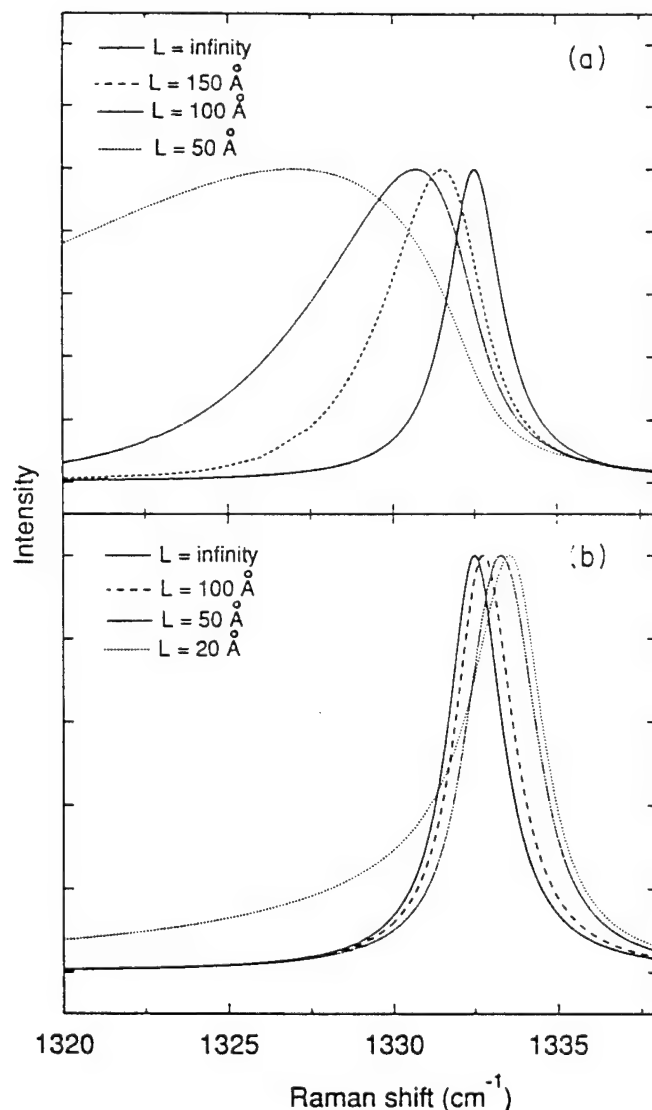 L = infinity
L = 150 Å
L = 100 Å
L = 50 Å
(a)
Intensity
L = infinity
L = 100 Å
L = 50 Å
L = 20 Å
(b)
1320 1325 1330 1335
Raman shift (cm⁻¹)